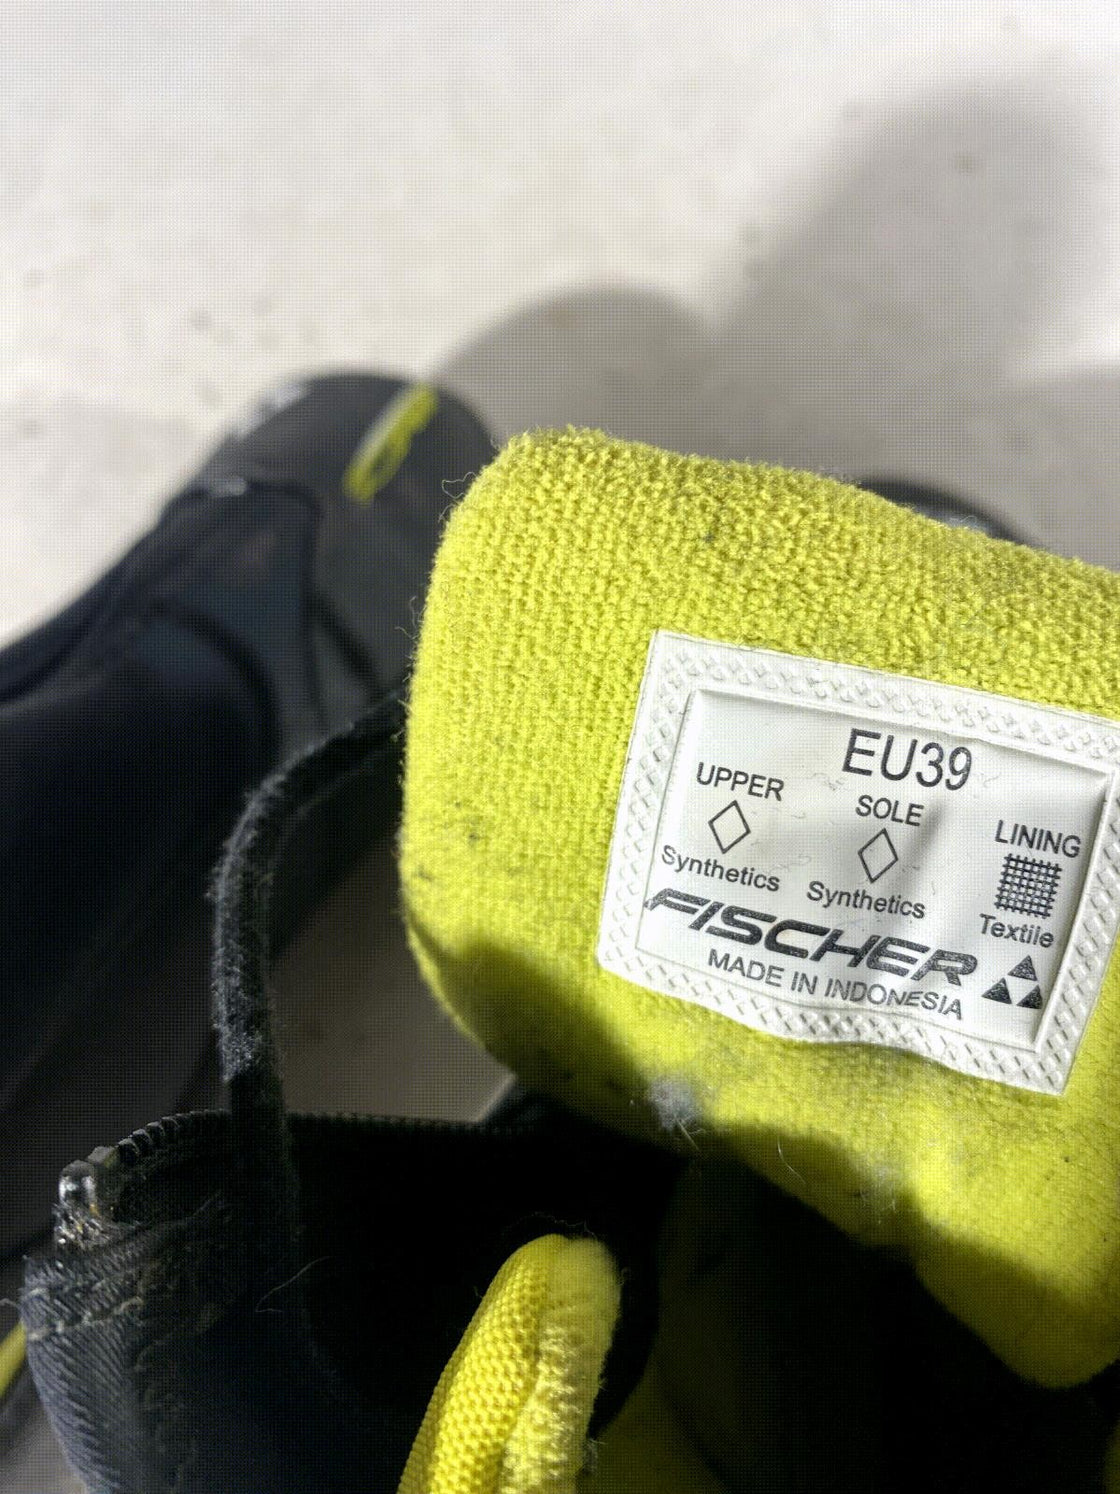 EU39
UPPER
SOLE
LINING
Synthetics
Synthetics
Textile
FISCHER
MADE IN INDONESIA